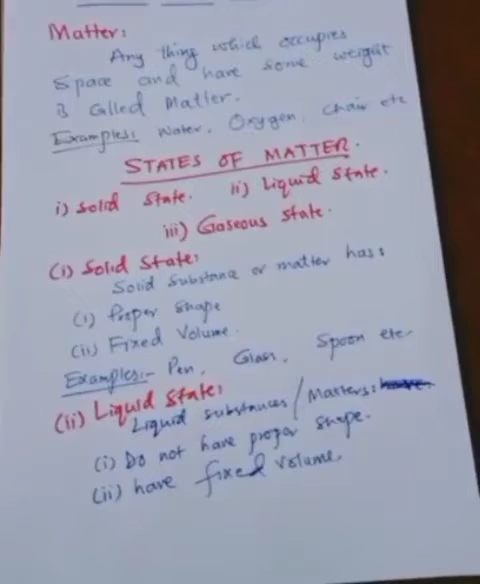 Matter:
Any thing which occupies
Space and have some weight
is Called Matter.
Examples: Water, Oxygen, Chair etc
STATES OF MATTER.
i) Solid State. ii) Liquid State.
iii) Gaseous State.
(i) Solid State:
Solid Substance or matter has:
(i) Proper Shape
(ii) Fixed Volume.
Examples:- Pen, Glass, Spoon etc-
(ii) Liquid State:
Liquid substances/Matters:
(i) Do not have proper shape.
(ii) have fixed volume.